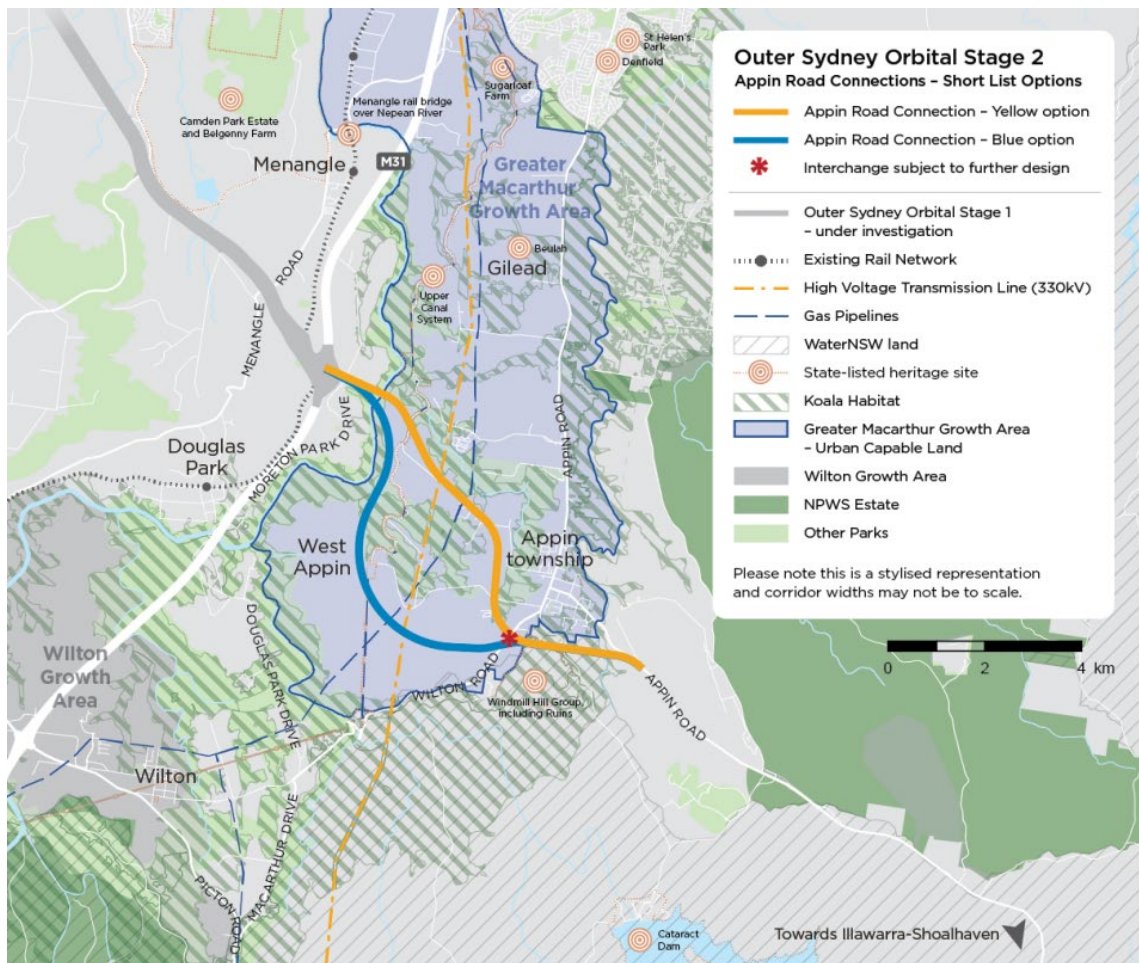 St Helen's
Park
Denfield
Sugarloaf
Farm
Camden Park Estate
and Belgenny Farm
Menangle rail bridge
over Nepean River
Menangle
M31
Greater
Macarthur
Growth Area
Beulah
Gilead
Upper
Canal
System
MENANGLE ROAD
APPIN ROAD
Douglas
Park
MORETON PARK DRIVE
West
Appin
Appin
township
DOUGLAS PARK DRIVE
Wilton
Growth
Area
WILTON ROAD
Windmill Hill Group,
including Ruins
APPIN ROAD
Wilton
MACARTHUR DRIVE
PICTON ROAD
Cataract
Dam
Towards Illawarra-Shoalhaven
Outer Sydney Orbital Stage 2
Appin Road Connections – Short List Options
Appin Road Connection – Yellow option
Appin Road Connection – Blue option
Interchange subject to further design
Outer Sydney Orbital Stage 1
– under investigation
Existing Rail Network
High Voltage Transmission Line (330kV)
Gas Pipelines
WaterNSW land
State-listed heritage site
Koala Habitat
Greater Macarthur Growth Area
– Urban Capable Land
Wilton Growth Area
NPWS Estate
Other Parks
Please note this is a stylised representation
and corridor widths may not be to scale.
0 2 4 km